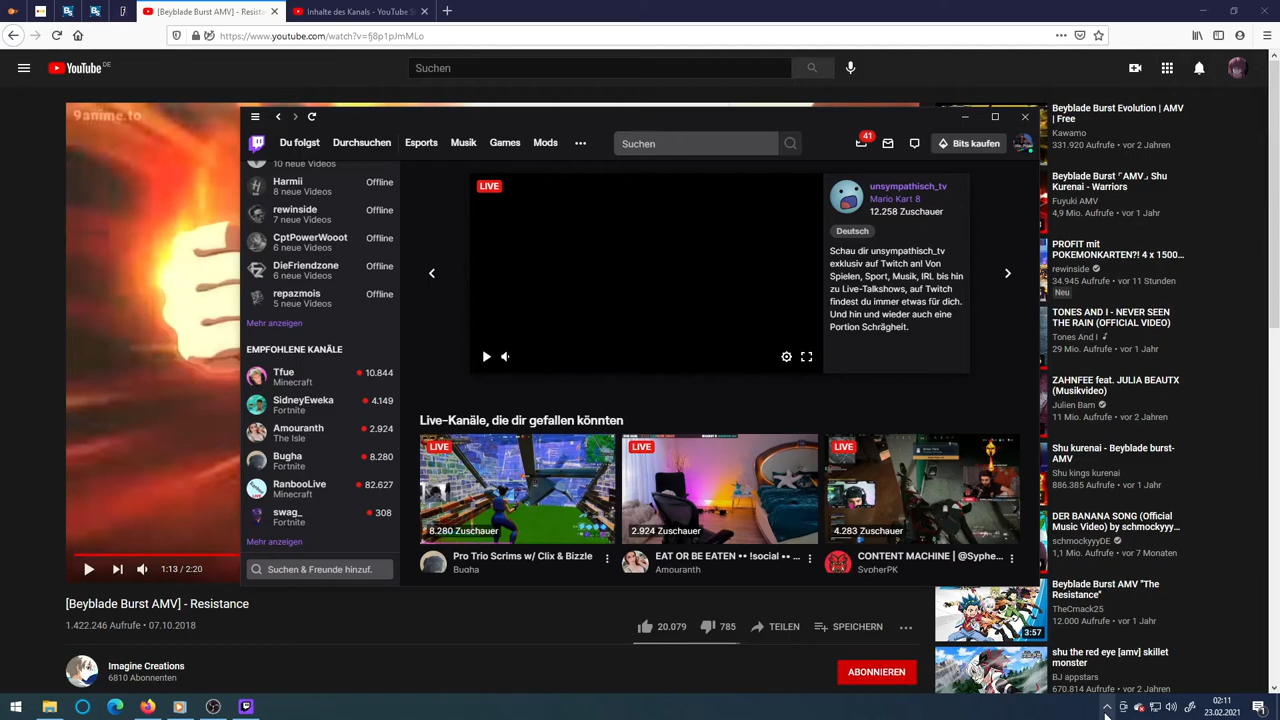 [Beyblade Burst AMV] - Resista
Inhalte des Kanals - YouTube S
https://www.youtube.com/watch?v=fj8p1pJmMLo
YouTube DE
Suchen
9anime.to
Du folgst
Durchsuchen
Esports
Musik
Games
Mods
Suchen
41
Bits kaufen
10 neue Videos
Harmii
Offline
8 neue Videos
rewinside
Offline
7 neue Videos
CptPowerWooot
Offline
6 neue Videos
DieFriendzone
Offline
6 neue Videos
repazmois
Offline
5 neue Videos
Mehr anzeigen
EMPFOHLENE KANÄLE
Tfue
10.844
Minecraft
SidneyEweka
4.149
Fortnite
Amouranth
2.924
The Isle
Bugha
8.280
Fortnite
RanbooLive
82.627
Minecraft
swag_
308
Fortnite
Mehr anzeigen
Suchen & Freunde hinzuf.
LIVE
unsympathisch_tv
Mario Kart 8
12.258 Zuschauer
Deutsch
Schau dir unsympathisch_tv
exklusiv auf Twitch an! Von
Spielen, Sport, Musik, IRL bis hin
zu Live-Talkshows, auf Twitch
findest du immer etwas für dich.
Und hin und wieder auch eine
Portion Schrägheit.
Live-Kanäle, die dir gefallen könnten
LIVE
8.280 Zuschauer
Pro Trio Scrims w/ Clix & Bizzle
Bugha
LIVE
2.924 Zuschauer
EAT OR BE EATEN •• !social ••...
Amouranth
LIVE
4.283 Zuschauer
CONTENT MACHINE | @Syphe...
SypherPK
1:13 / 2:20
[Beyblade Burst AMV] - Resistance
1.422.246 Aufrufe • 07.10.2018
20.079
785
TEILEN
SPEICHERN
Imagine Creations
6810 Abonnenten
ABONNIEREN
Beyblade Burst Evolution | AMV
| Free
Kawamo
331.920 Aufrufe • vor 2 Jahren
Beyblade Burst「AMV」Shu
Kurenai - Warriors
Fuyuki AMV
4,9 Mio. Aufrufe • vor 1 Jahr
PROFIT mit
POKEMONKARTEN?! 4 x 1500...
rewinside
34.945 Aufrufe • vor 11 Stunden
Neu
TONES AND I - NEVER SEEN
THE RAIN (OFFICIAL VIDEO)
Tones And I
29 Mio. Aufrufe • vor 1 Jahr
ZAHNFEE feat. JULIA BEAUTX
(Musikvideo)
Julien Bam
11 Mio. Aufrufe • vor 2 Jahren
Shu kurenai - Beyblade burst-
AMV
Shu kings kurenai
886.385 Aufrufe • vor 1 Jahr
DER BANANA SONG (Official
Music Video) by schmockyyy...
schmockyyyDE
1,1 Mio. Aufrufe • vor 7 Monaten
Beyblade Burst AMV "The
Resistance"
TheCmack25
12.000 Aufrufe • vor 1 Jahr
3:57
shu the red eye [amv] skillet
monster
BJ appstars
670.814 Aufrufe • vor 2 Jahren
02:11
23.02.2021
1